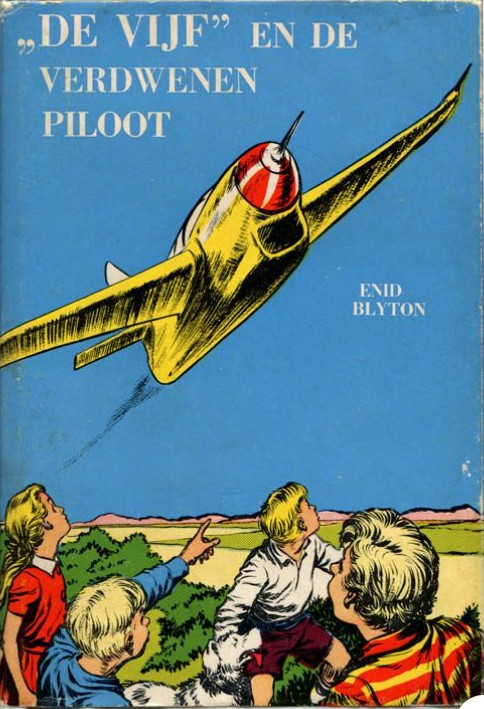 „DE VIJF” EN DE
VERDWENEN
PILOOT
ENID
BLYTON